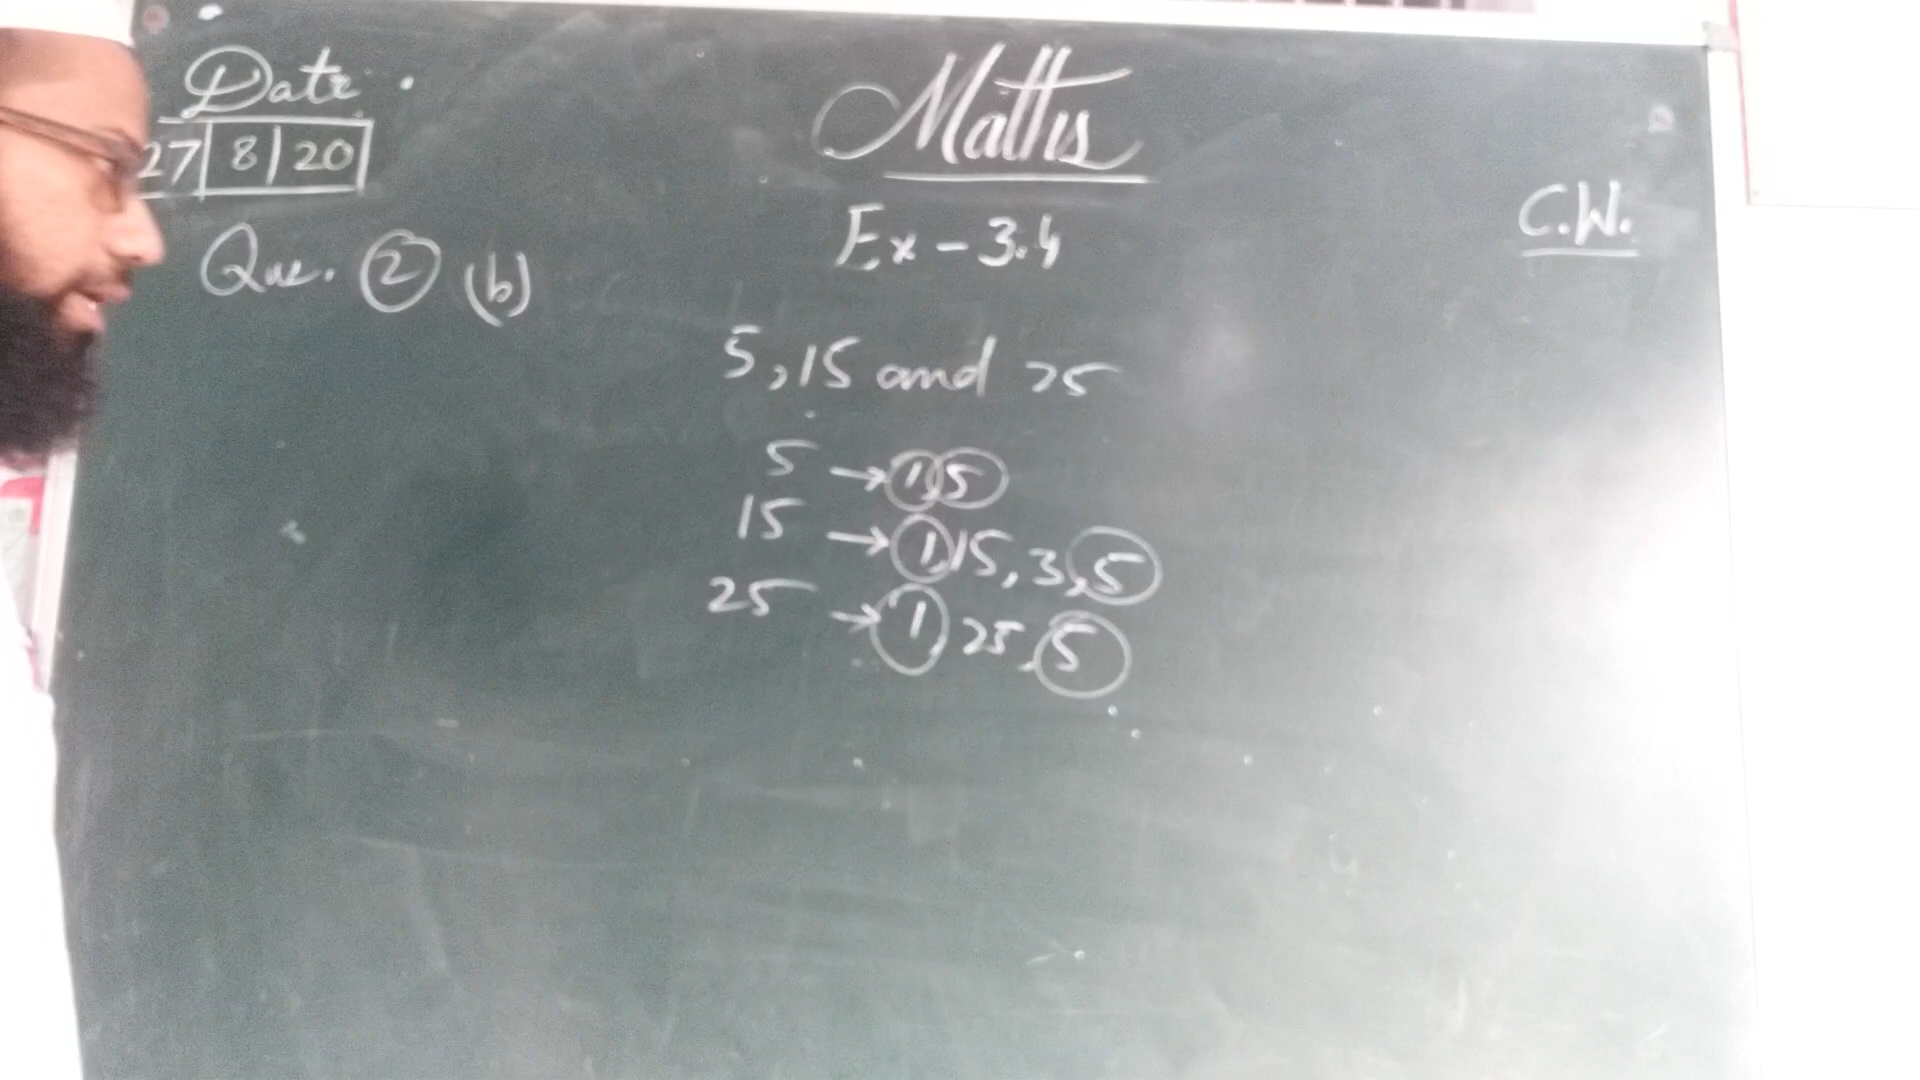 Date
Maths
27 | 8 | 20
C.W.
Ex - 3.4
Que. 2 (b)
5, 15 and 25
5 → 1, 5
15 → 1, 15, 3, 5
25 → 1, 25, 5